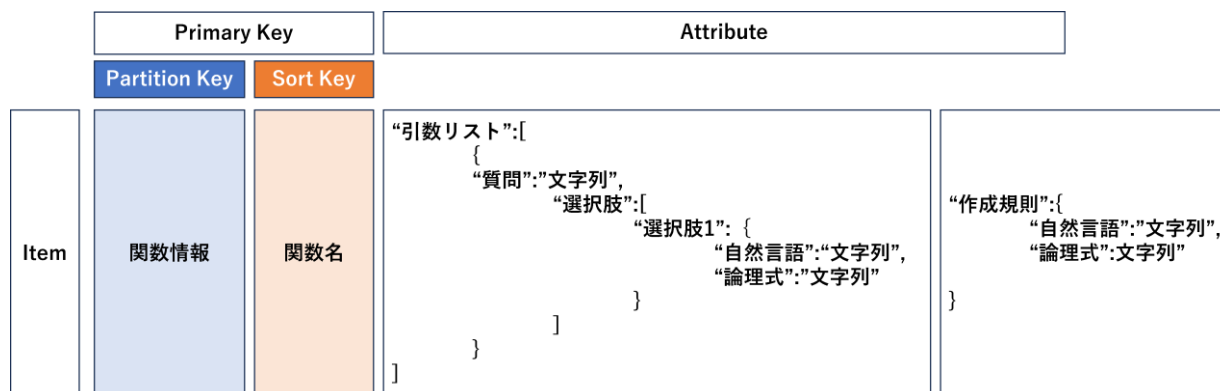 Primary Key
Attribute
Partition Key
Sort Key
Item
関数情報
関数名
“引数リスト”:[
{
“質問”:”文字列”,
“選択肢”:[
“選択肢1”: {
“自然言語”:“文字列”,
“論理式”:”文字列”
}
]
}
]
“作成規則”:{
“自然言語”:”文字列”,
“論理式”:文字列”
}